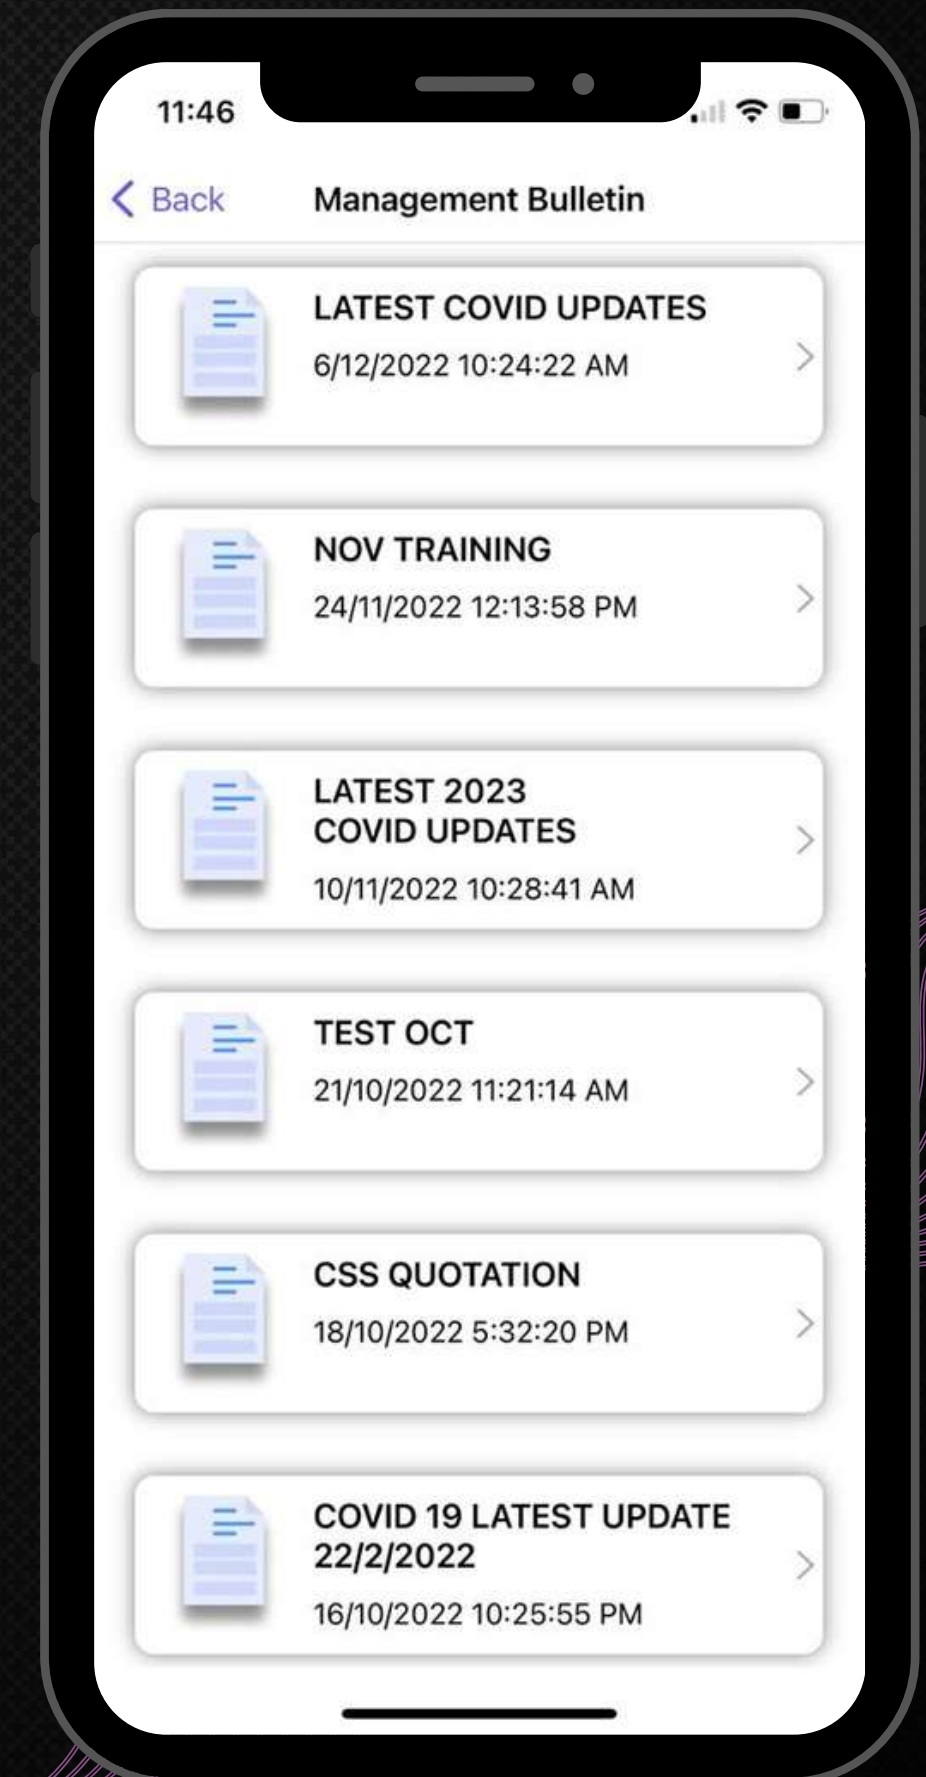 11:46
Back
Management Bulletin
LATEST COVID UPDATES
6/12/2022 10:24:22 AM
NOV TRAINING
24/11/2022 12:13:58 PM
LATEST 2023
COVID UPDATES
10/11/2022 10:28:41 AM
TEST OCT
21/10/2022 11:21:14 AM
CSS QUOTATION
18/10/2022 5:32:20 PM
COVID 19 LATEST UPDATE
22/2/2022
16/10/2022 10:25:55 PM